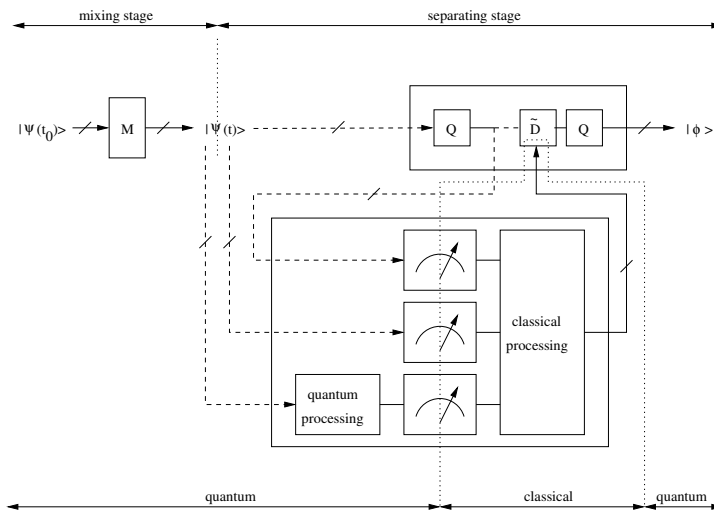 mixing stage
separating stage
|Ψ(t0)>
M
|Ψ(t)>
Q
D̃
Q
|ϕ>
classical
processing
quantum
processing
quantum
classical
quantum